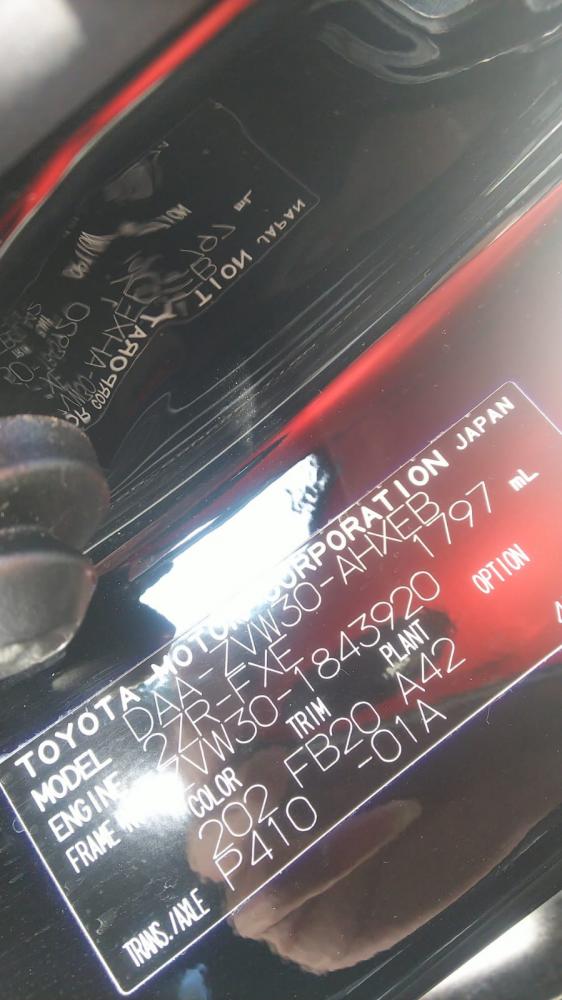 TOYOTA MOTOR CORPORATION JAPAN
MODEL DAA-ZVW30-AHXEB
ENGINE 2ZR-FXE 1797 mL
FRAME ZVW30-1843920
COLOR TRIM PLANT OPTION
202 FB20 A42
TRANS./AXLE P410 -01A